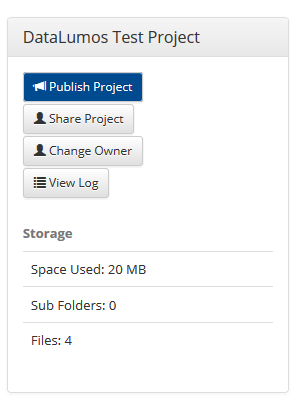 DataLumos Test Project
Publish Project
Share Project
Change Owner
View Log
Storage
Space Used: 20 MB
Sub Folders: 0
Files: 4